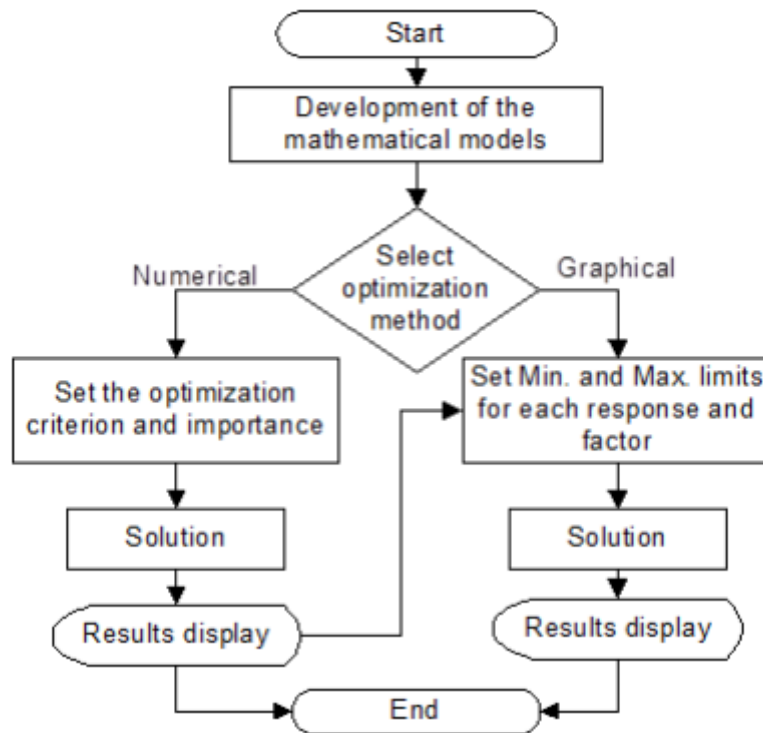 Start
Development of the
mathematical models
Select
optimization
method
Numerical
Graphical
Set the optimization
criterion and importance
Set Min. and Max. limits
for each response and
factor
Solution
Solution
Results display
Results display
End